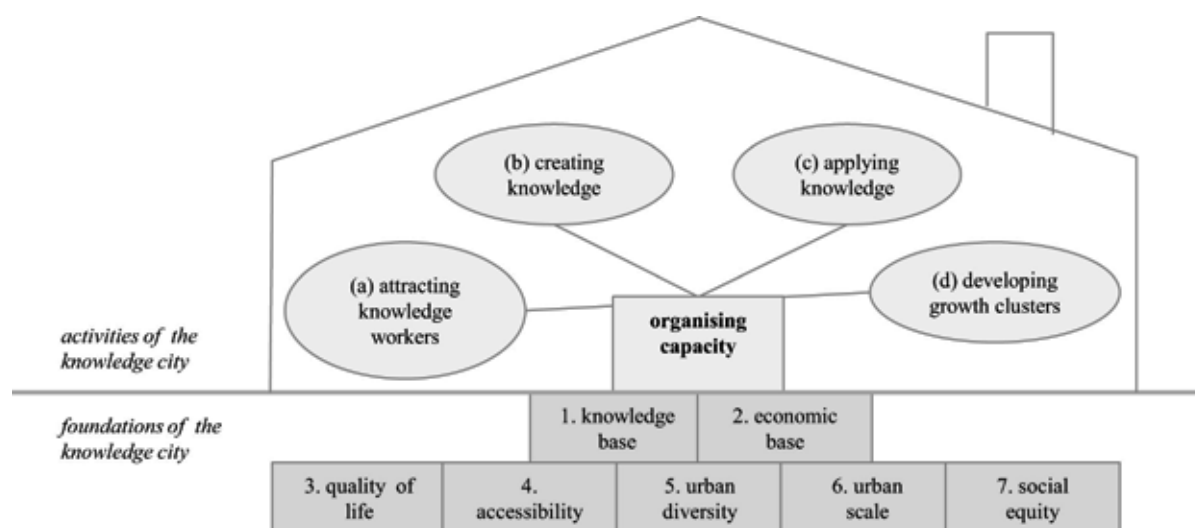 (b) creating
knowledge
(c) applying
knowledge
(a) attracting
knowledge
workers
(d) developing
growth clusters
organising
capacity
activities of the
knowledge city
foundations of the
knowledge city
1. knowledge
base
2. economic
base
3. quality of
life
4.
accessibility
5. urban
diversity
6. urban
scale
7. social
equity